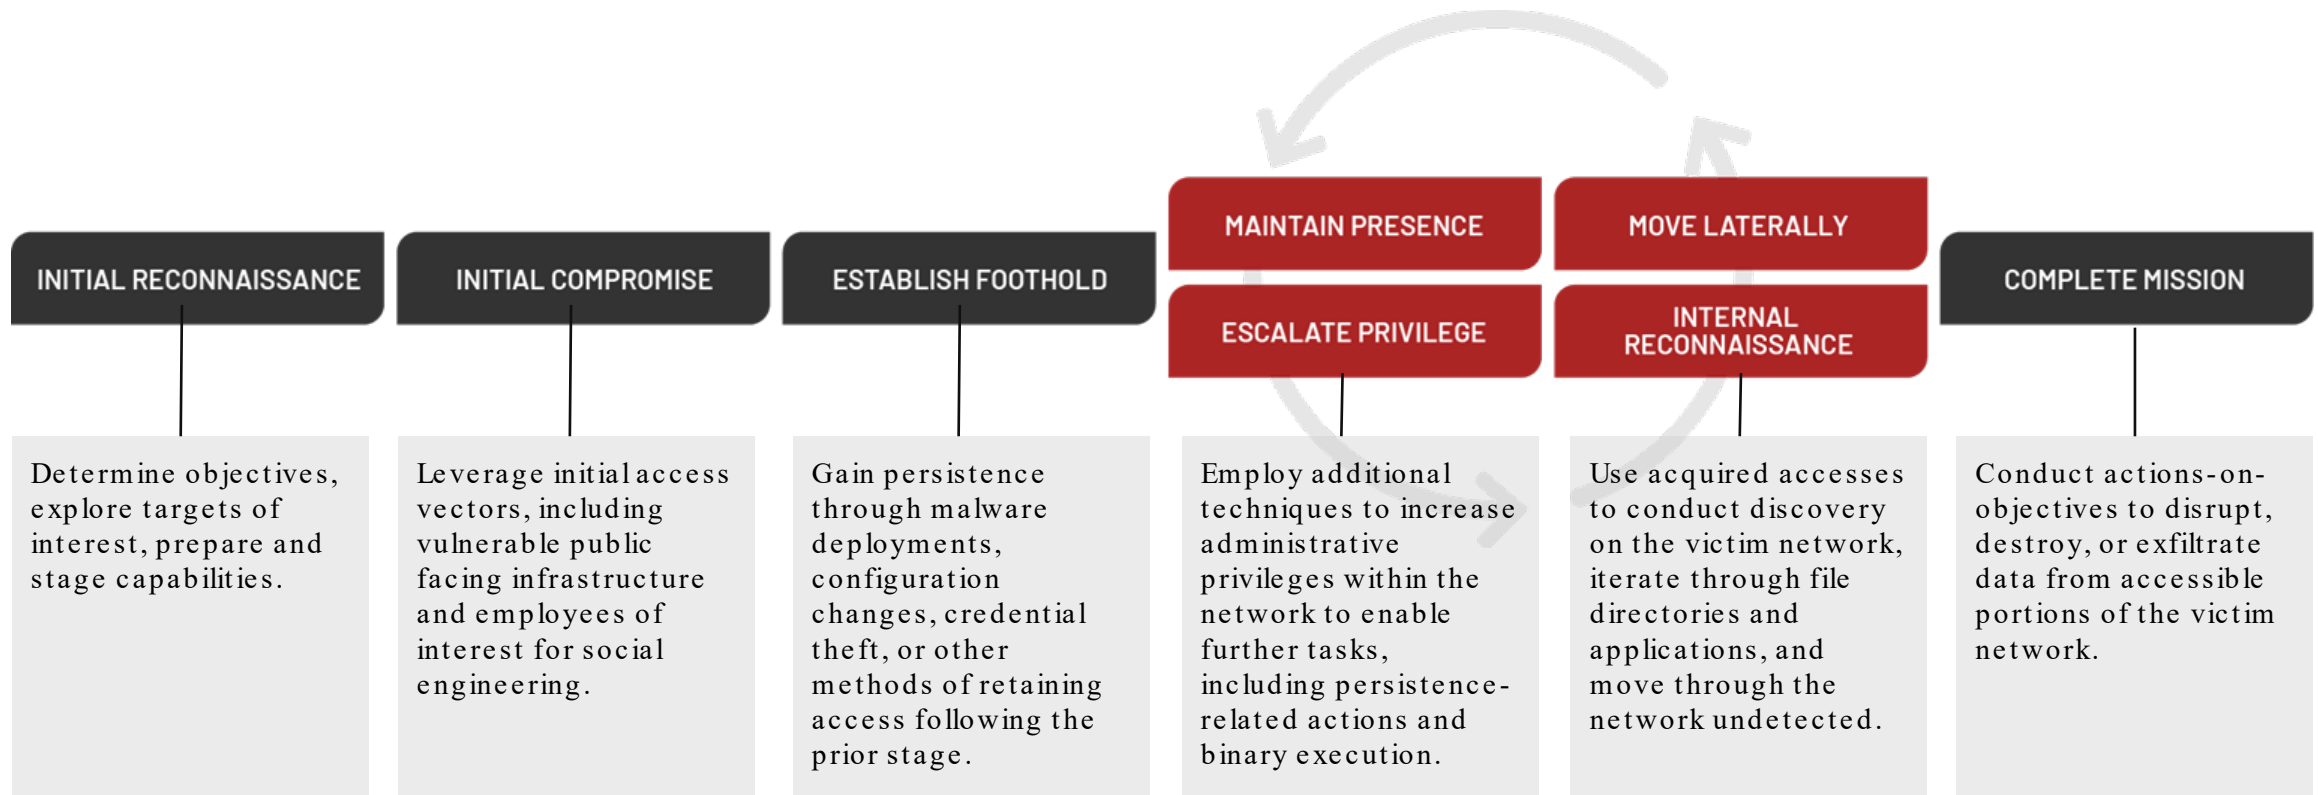 MAINTAIN PRESENCE
MOVE LATERALLY
INITIAL RECONNAISSANCE
INITIAL COMPROMISE
ESTABLISH FOOTHOLD
ESCALATE PRIVILEGE
INTERNAL
RECONNAISSANCE
COMPLETE MISSION
Determine objectives,
explore targets of
interest, prepare and
stage capabilities.
Leverage initial access
vectors, including
vulnerable public
facing infrastructure
and employees of
interest for social
engineering.
Gain persistence
through malware
deployments,
configuration
changes, credential
theft, or other
methods of retaining
access following the
prior stage.
Employ additional
techniques to increase
administrative
privileges within the
network to enable
further tasks,
including persistence-
related actions and
binary execution.
Use acquired accesses
to conduct discovery
on the victim network,
iterate through file
directories and
applications, and
move through the
network undetected.
Conduct actions-on-
objectives to disrupt,
destroy, or exfiltrate
data from accessible
portions of the victim
network.